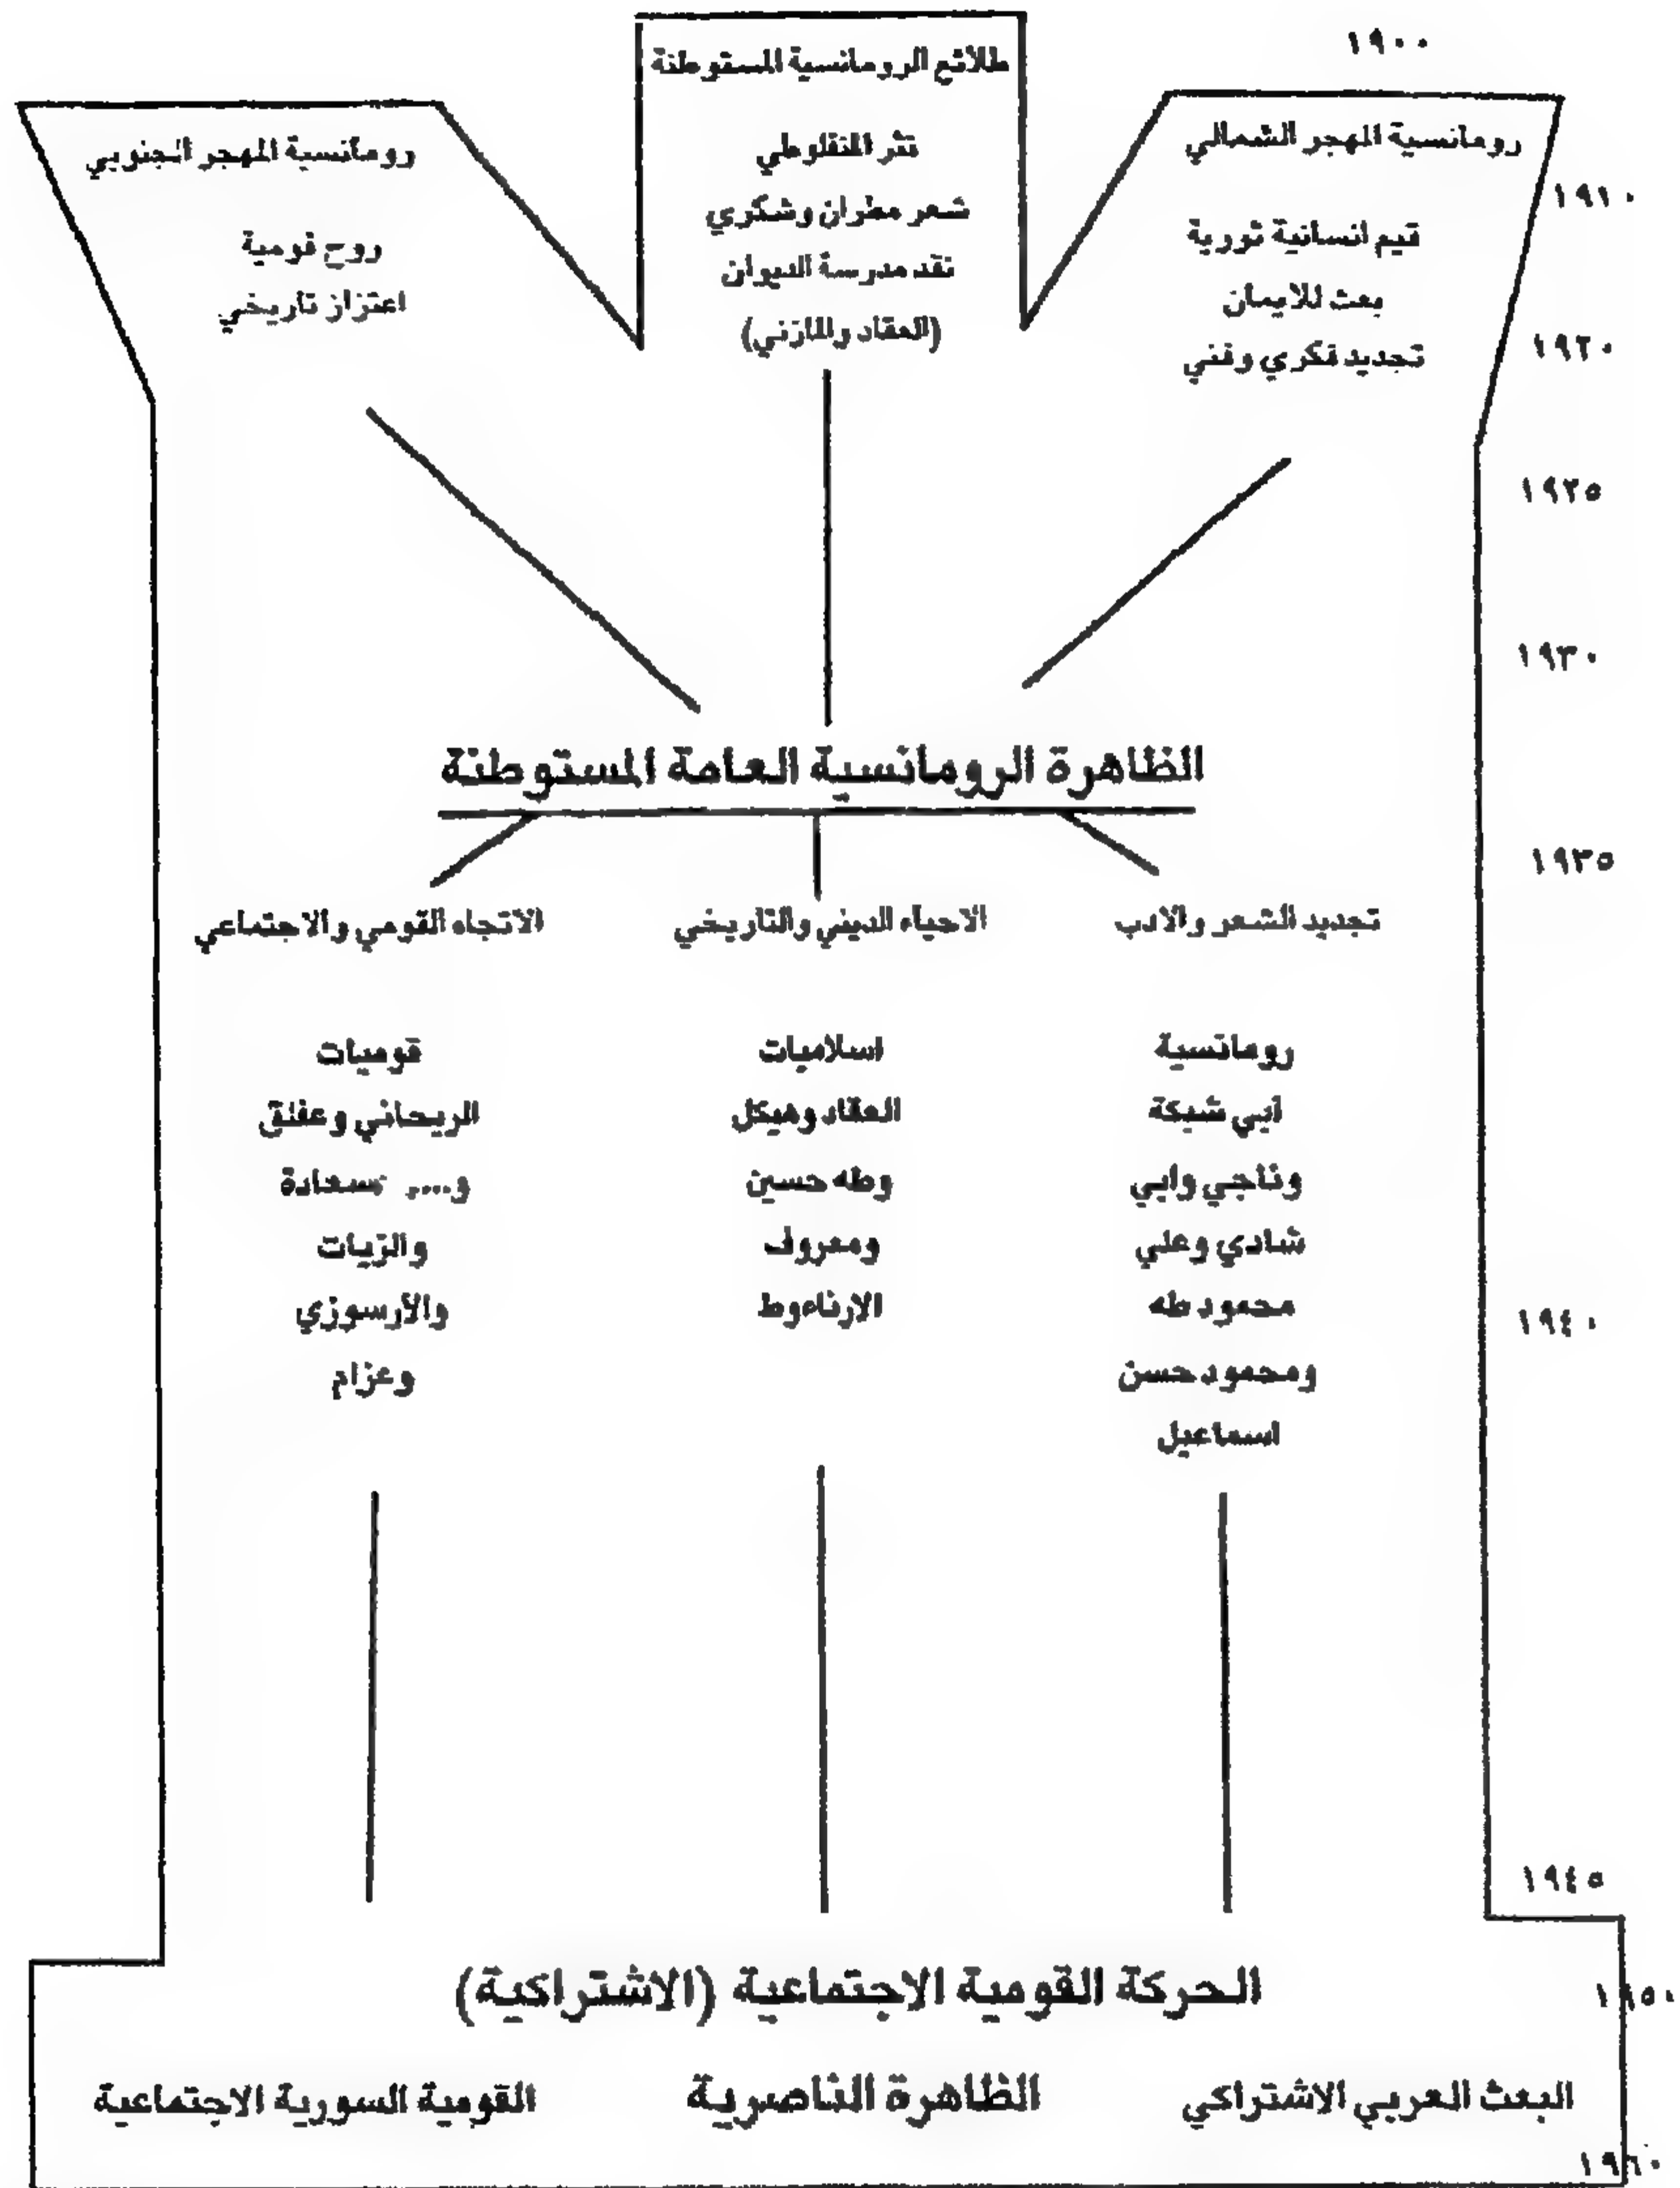 ١٩٠٠
رومانسية المهجر الشمالي
قيم انسانية ثورية
بعث للايمان
تجديد فكري وفني
طلائع الرومانسية المستوطنة
نثر المنفلوطي
شعر مطران وشكري
نقد مدرسة الديوان
(العقاد والمازني)
رومانسية المهجر الجنوبي
روح قومية
اعتزاز تاريخي
١٩١٠
١٩٢٠
١٩٢٥
١٩٣٠
الظاهرة الرومانسية العامة المستوطنة
١٩٣٥
تجديد الشعر والادب
رومانسية
ابي شبكة
وناجي وابي
شادي وعلي
محمود طه
ومحمود حسن
اسماعيل
الاحياء الديني والتاريخي
اسلاميات
العقاد وهيكل
وطه حسين
ومعروف
الارناءوط
الاتجاه القومي والاجتماعي
قوميات
الريحاني وعفلق
و.... سعادة
والزيات
والأرسوزي
وعزام
١٩٤٠
١٩٤٥
الحركة القومية الاجتماعية (الاشتراكية)
١٩٥٠
البعث العربي الاشتراكي
الظاهرة الناصرية
القومية السورية الاجتماعية
١٩٦٠